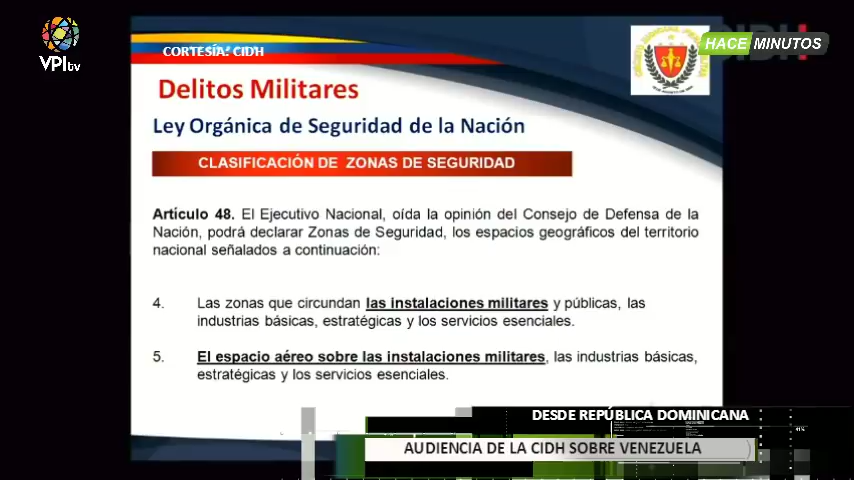 VPItv
CORTESÍA: CIDH
HACE MINUTOS
Delitos Militares
Ley Orgánica de Seguridad de la Nación
CLASIFICACIÓN DE ZONAS DE SEGURIDAD
Artículo 48. El Ejecutivo Nacional, oída la opinión del Consejo de Defensa de la
Nación, podrá declarar Zonas de Seguridad, los espacios geográficos del territorio
nacional señalados a continuación:
4. Las zonas que circundan las instalaciones militares y públicas, las
industrias básicas, estratégicas y los servicios esenciales.
5. El espacio aéreo sobre las instalaciones militares, las industrias básicas,
estratégicas y los servicios esenciales.
DESDE REPÚBLICA DOMINICANA
AUDIENCIA DE LA CIDH SOBRE VENEZUELA